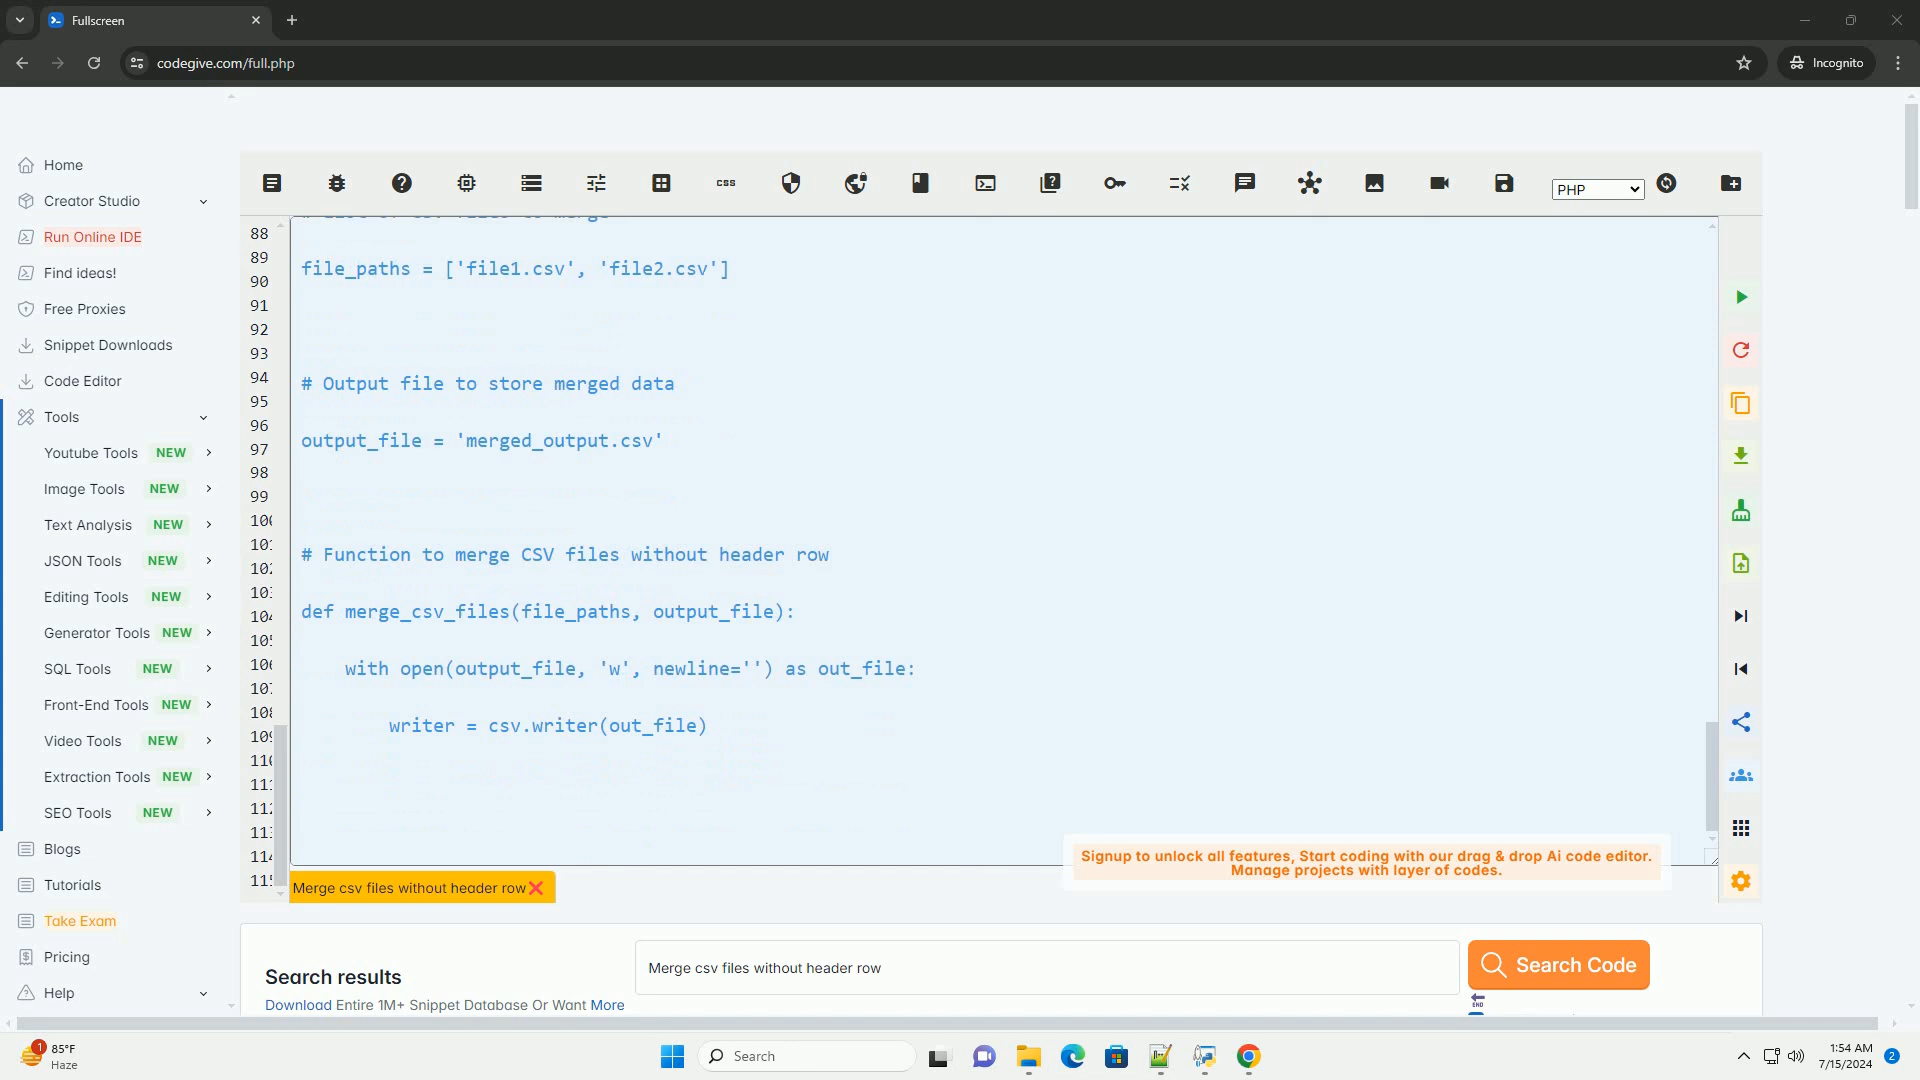 Fullscreen
codegive.com/full.php
Incognito
Home
Creator Studio
Run Online IDE
Find ideas!
Free Proxies
Snippet Downloads
Code Editor
Tools
Youtube Tools NEW
Image Tools NEW
Text Analysis NEW
JSON Tools NEW
Editing Tools NEW
Generator Tools NEW
SQL Tools NEW
Front-End Tools NEW
Video Tools NEW
Extraction Tools NEW
SEO Tools NEW
Blogs
Tutorials
Take Exam
Pricing
Help
css
PHP
88
89
90
91
92
93
94
95
96
97
98
99
file_paths = ['file1.csv', 'file2.csv']
# Output file to store merged data
output_file = 'merged_output.csv'
# Function to merge CSV files without header row
def merge_csv_files(file_paths, output_file):
with open(output_file, 'w', newline='') as out_file:
writer = csv.writer(out_file)
Signup to unlock all features, Start coding with our drag & drop Ai code editor.
Manage projects with layer of codes.
Merge csv files without header row
Search results
Download Entire 1M+ Snippet Database Or Want More
Merge csv files without header row
Search Code
END
1
85°F
Haze
Search
1:54 AM
7/15/2024
2